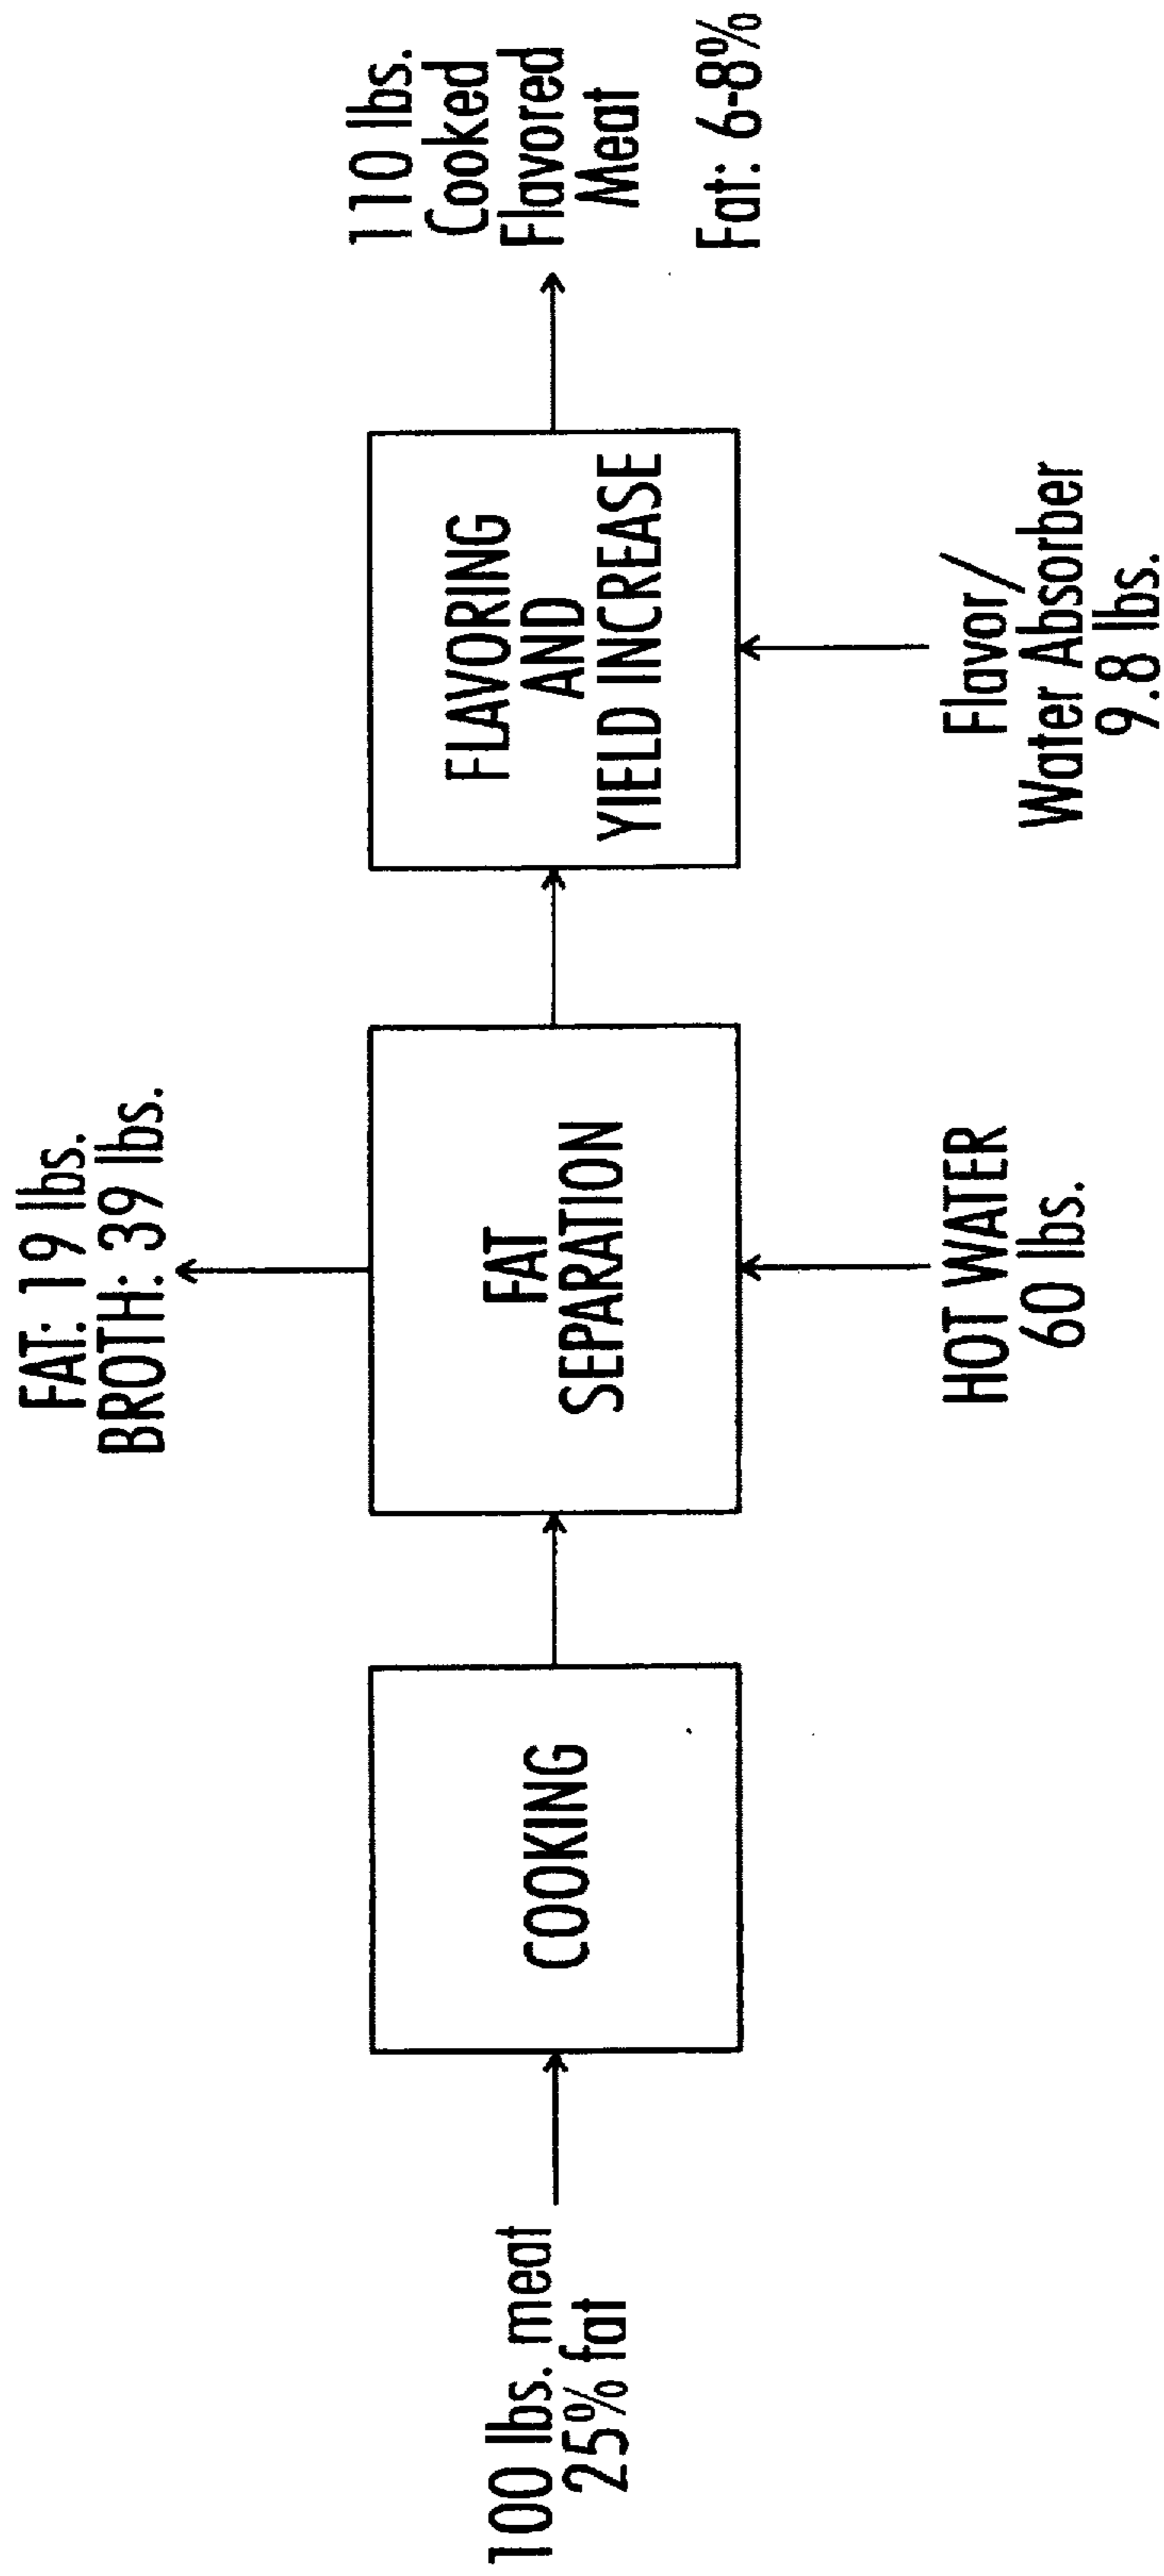 100 lbs. meat
25% fat
COOKING
FAT: 19 lbs.
BROTH: 39 lbs.
FAT
SEPARATION
HOT WATER
60 lbs.
FLAVORING
AND
YIELD INCREASE
Flavor/
Water Absorber
9.8 lbs.
110 lbs.
Cooked
Flavored
Meat
Fat: 6-8%